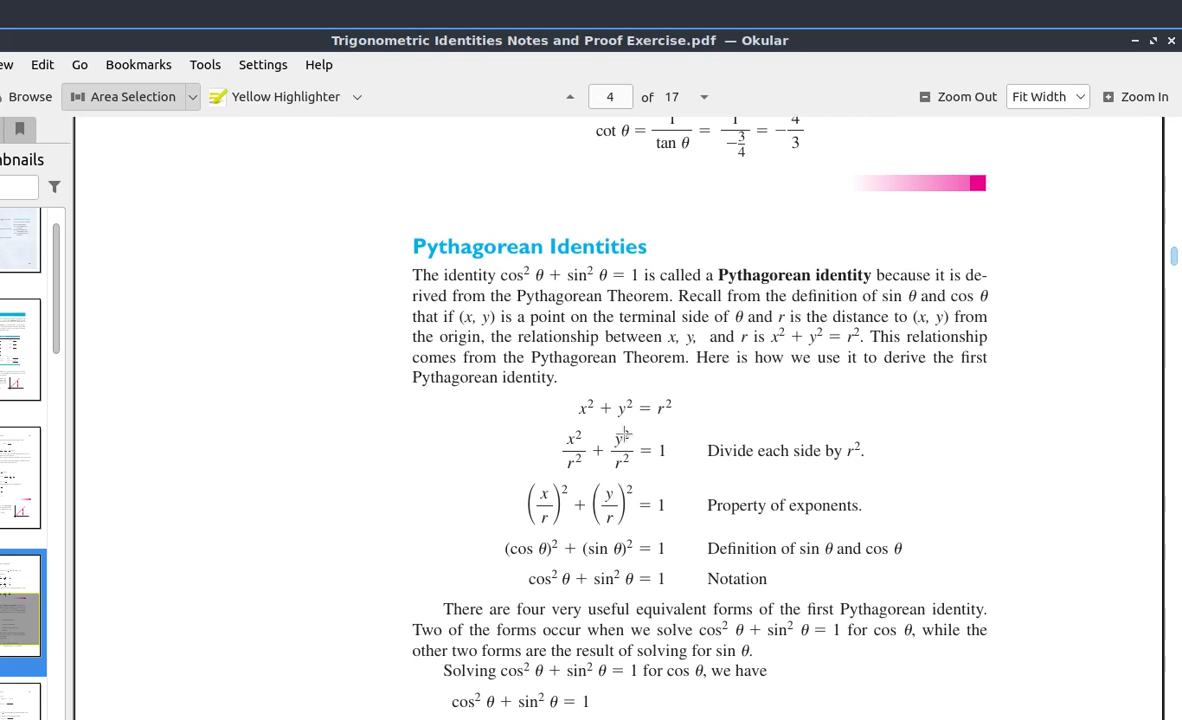 Trigonometric Identities Notes and Proof Exercise.pdf — Okular
ew Edit Go Bookmarks Tools Settings Help
Browse Area Selection Yellow Highlighter 4 of 17 Zoom Out Fit Width Zoom In
bnails
cot θ = 1/(tan θ) = 1/(−3/4) = −4/3
Pythagorean Identities
The identity cos² θ + sin² θ = 1 is called a Pythagorean identity because it is de-
rived from the Pythagorean Theorem. Recall from the definition of sin θ and cos θ
that if (x, y) is a point on the terminal side of θ and r is the distance to (x, y) from
the origin, the relationship between x, y, and r is x² + y² = r². This relationship
comes from the Pythagorean Theorem. Here is how we use it to derive the first
Pythagorean identity.
x² + y² = r²
x²/r² + y²/r² = 1 Divide each side by r².
(x/r)² + (y/r)² = 1 Property of exponents.
(cos θ)² + (sin θ)² = 1 Definition of sin θ and cos θ
cos² θ + sin² θ = 1 Notation
There are four very useful equivalent forms of the first Pythagorean identity.
Two of the forms occur when we solve cos² θ + sin² θ = 1 for cos θ, while the
other two forms are the result of solving for sin θ.
Solving cos² θ + sin² θ = 1 for cos θ, we have
cos² θ + sin² θ = 1